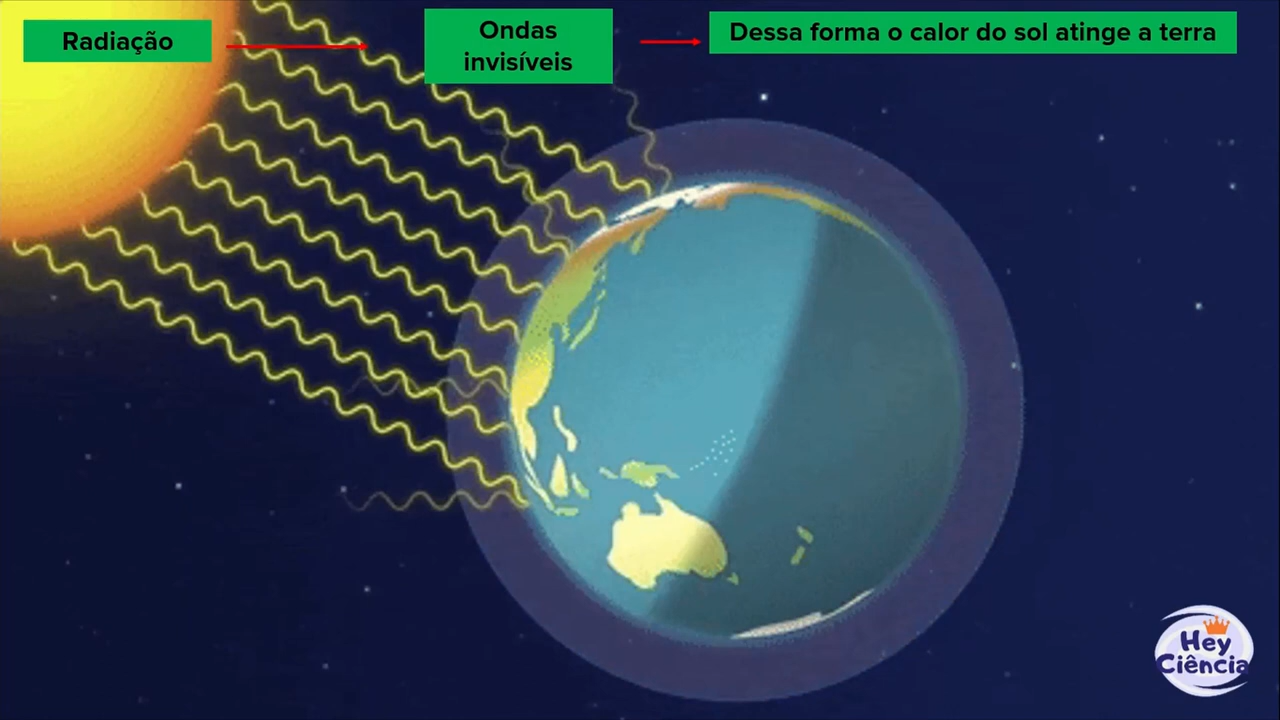 Radiação
Ondas
invisíveis
Dessa forma o calor do sol atinge a terra
Hey
Ciência